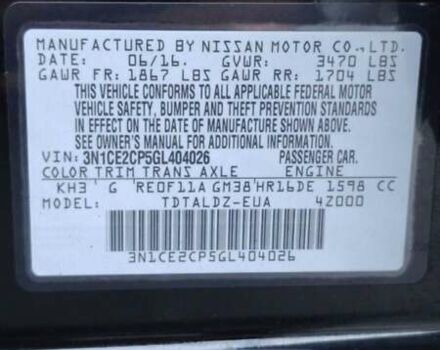 MANUFACTURED BY NISSAN MOTOR CO., LTD.
DATE: 06/16. GVWR: 3470 LBS
GAWR FR: 1867 LBS GAWR RR: 1704 LBS
THIS VEHICLE CONFORMS TO ALL APPLICABLE FEDERAL MOTOR
VEHICLE SAFETY, BUMPER AND THEFT PREVENTION STANDARDS
IN EFFECT ON THE DATE OF MANUFACTURE SHOWN ABOVE.
SEE OWNER'S MANUAL FOR ADDITIONAL INFORMATION.
VIN: 3N1CE2CP5GL404026 PASSENGER CAR.
COLOR TRIM TRANS AXLE ENGINE
KH3 G RE0F11A GM38 HR16DE 1598 CC
MODEL: TDTALDZ-EUA 4Z000
3N1CE2CP5GL404026